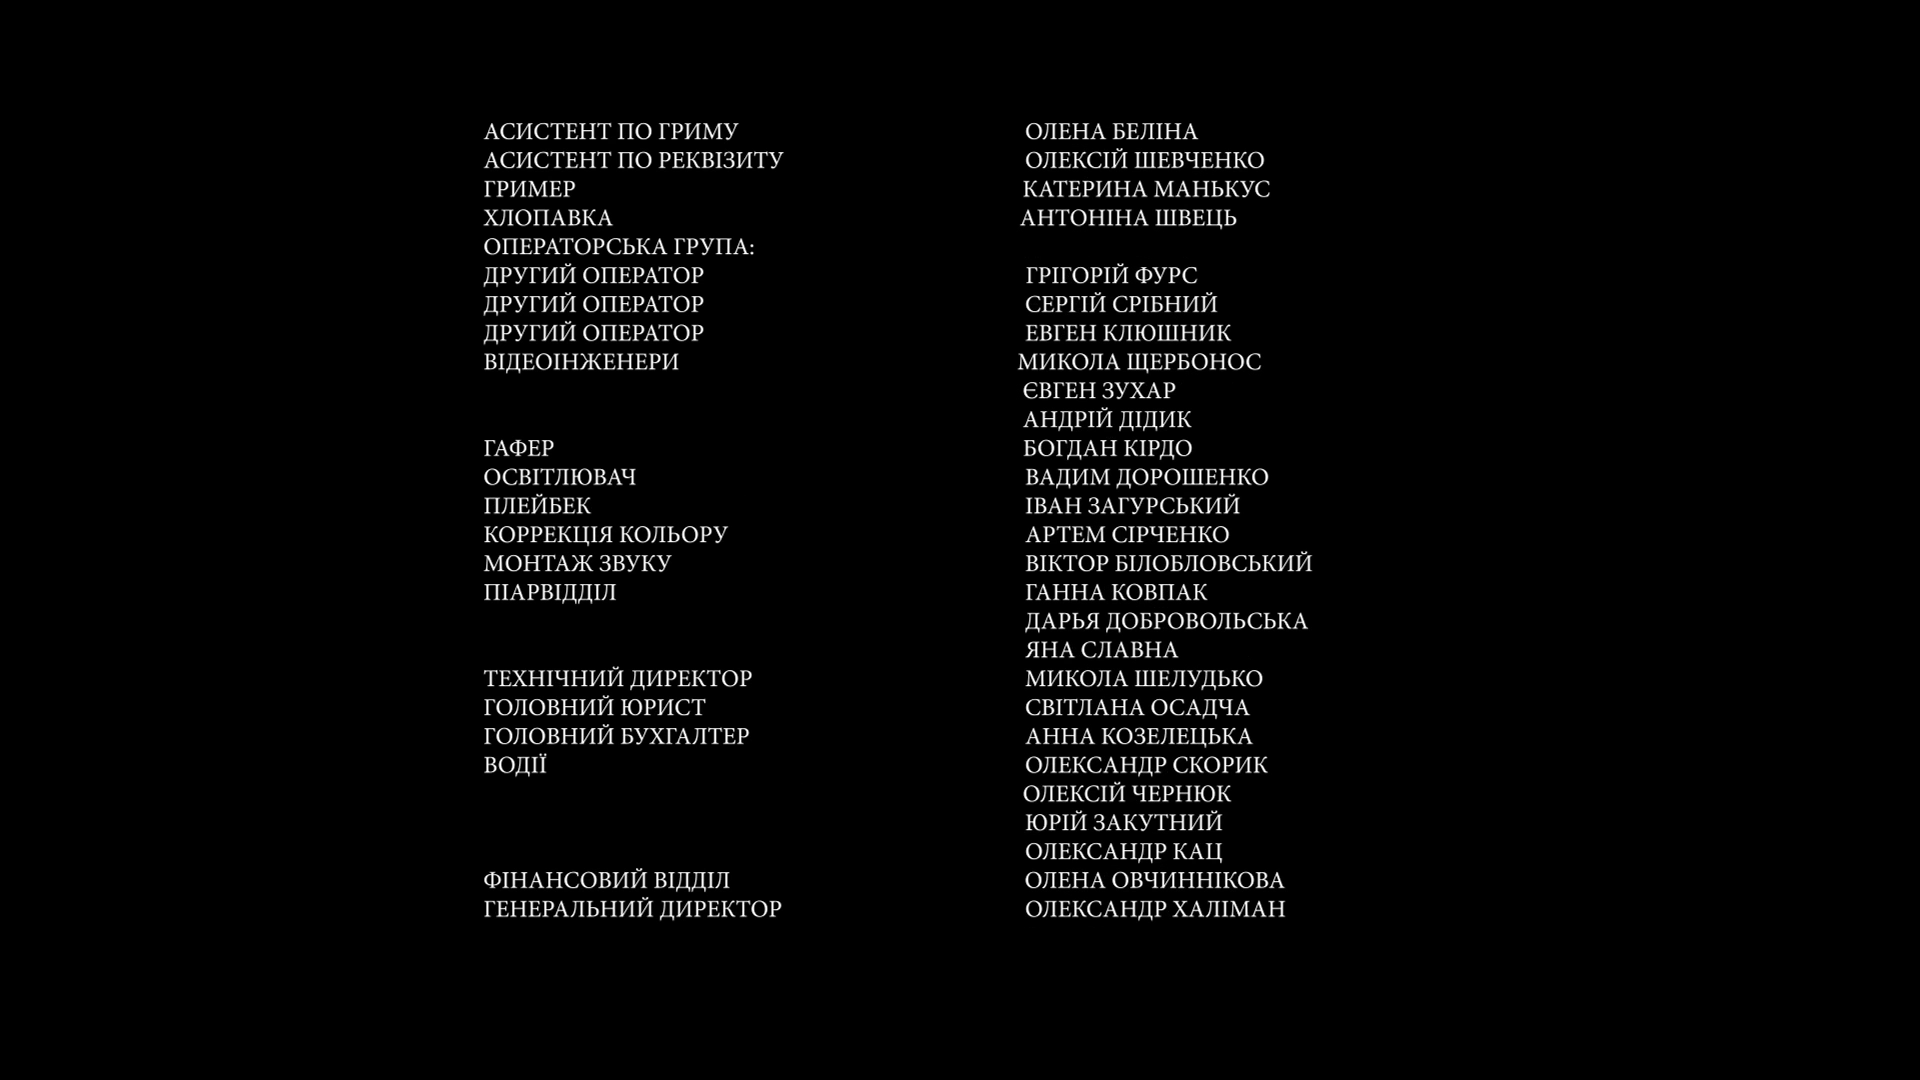 АСИСТЕНТ ПО ГРИМУ ОЛЕНА БЕЛІНА
АСИСТЕНТ ПО РЕКВІЗИТУ ОЛЕКСІЙ ШЕВЧЕНКО
ГРИМЕР КАТЕРИНА МАНЬКУС
ХЛОПАВКА АНТОНІНА ШВЕЦЬ
ОПЕРАТОРСЬКА ГРУПА:
ДРУГИЙ ОПЕРАТОР ГРІГОРІЙ ФУРС
ДРУГИЙ ОПЕРАТОР СЕРГІЙ СРІБНИЙ
ДРУГИЙ ОПЕРАТОР ЕВГЕН КЛЮШНИК
ВІДЕОІНЖЕНЕРИ МИКОЛА ЩЕРБОНОС
ЄВГЕН ЗУХАР
АНДРІЙ ДІДИК
ГАФЕР БОГДАН КІРДО
ОСВІТЛЮВАЧ ВАДИМ ДОРОШЕНКО
ПЛЕЙБЕК ІВАН ЗАГУРСЬКИЙ
КОРРЕКЦІЯ КОЛЬОРУ АРТЕМ СІРЧЕНКО
МОНТАЖ ЗВУКУ ВІКТОР БІЛОБЛОВСЬКИЙ
ПІАРВІДДІЛ ГАННА КОВПАК
ДАРЬЯ ДОБРОВОЛЬСЬКА
ЯНА СЛАВНА
ТЕХНІЧНИЙ ДИРЕКТОР МИКОЛА ШЕЛУДЬКО
ГОЛОВНИЙ ЮРИСТ СВІТЛАНА ОСАДЧА
ГОЛОВНИЙ БУХГАЛТЕР АННА КОЗЕЛЕЦЬКА
ВОДІЇ ОЛЕКСАНДР СКОРИК
ОЛЕКСІЙ ЧЕРНЮК
ЮРІЙ ЗАКУТНИЙ
ОЛЕКСАНДР КАЦ
ФІНАНСОВИЙ ВІДДІЛ ОЛЕНА ОВЧИННІКОВА
ГЕНЕРАЛЬНИЙ ДИРЕКТОР ОЛЕКСАНДР ХАЛІМАН